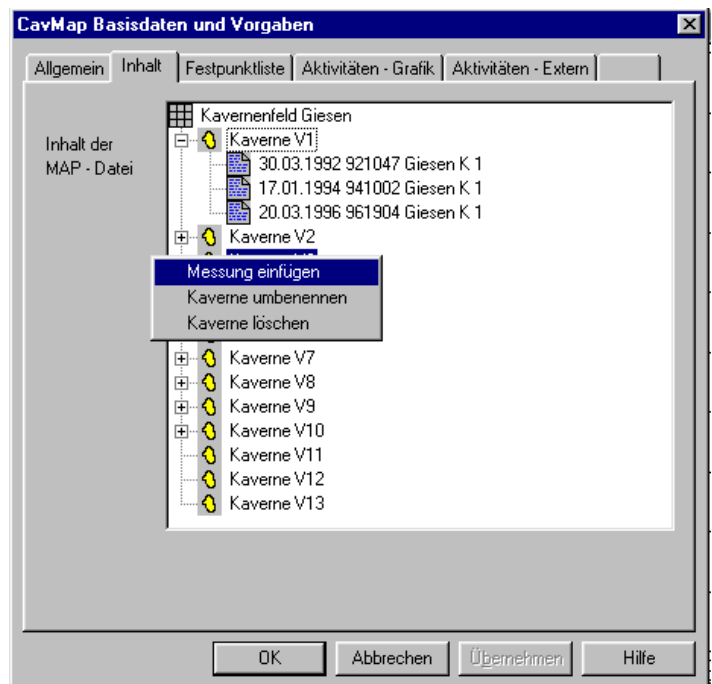 CavMap Basisdaten und Vorgaben
Allgemein Inhalt Festpunktliste Aktivitäten - Grafik Aktivitäten - Extern
Inhalt der
MAP - Datei
Kavernenfeld Giesen
Kaverne V1
30.03.1992 921047 Giesen K 1
17.01.1994 941002 Giesen K 1
20.03.1996 961904 Giesen K 1
Kaverne V2
Messung einfügen
Kaverne umbenennen
Kaverne löschen
Kaverne V7
Kaverne V8
Kaverne V9
Kaverne V10
Kaverne V11
Kaverne V12
Kaverne V13
OK Abbrechen Übernehmen Hilfe